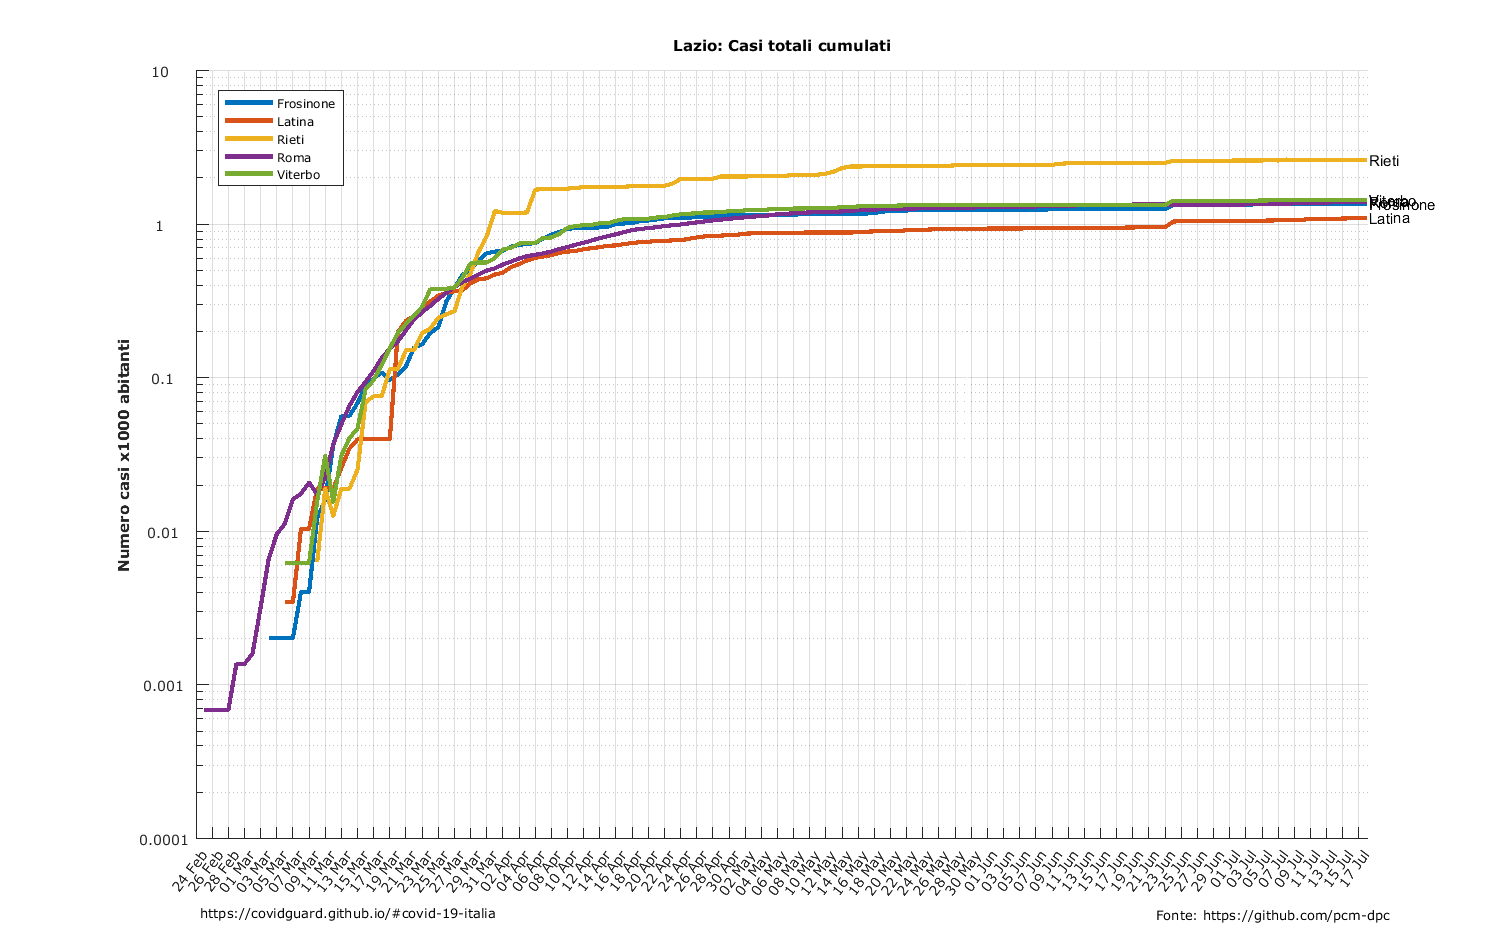 Lazio: Casi totali cumulati
10
1
0.1
0.01
0.001
0.0001
Numero casi x1000 abitanti
Frosinone
Latina
Rieti
Roma
Viterbo
Rieti
Viterbo
Frosinone
Latina
24 Feb
26 Feb
28 Feb
01 Mar
03 Mar
05 Mar
07 Mar
09 Mar
11 Mar
13 Mar
15 Mar
17 Mar
19 Mar
21 Mar
23 Mar
25 Mar
27 Mar
29 Mar
31 Mar
02 Apr
04 Apr
06 Apr
08 Apr
10 Apr
12 Apr
14 Apr
16 Apr
18 Apr
20 Apr
22 Apr
24 Apr
26 Apr
28 Apr
30 Apr
02 May
04 May
06 May
08 May
10 May
12 May
14 May
16 May
18 May
20 May
22 May
24 May
26 May
28 May
30 May
01 Jun
03 Jun
05 Jun
07 Jun
09 Jun
11 Jun
13 Jun
15 Jun
17 Jun
19 Jun
21 Jun
23 Jun
25 Jun
27 Jun
29 Jun
01 Jul
03 Jul
05 Jul
07 Jul
09 Jul
11 Jul
13 Jul
15 Jul
17 Jul
https://covidguard.github.io/#covid-19-italia
Fonte: https://github.com/pcm-dpc